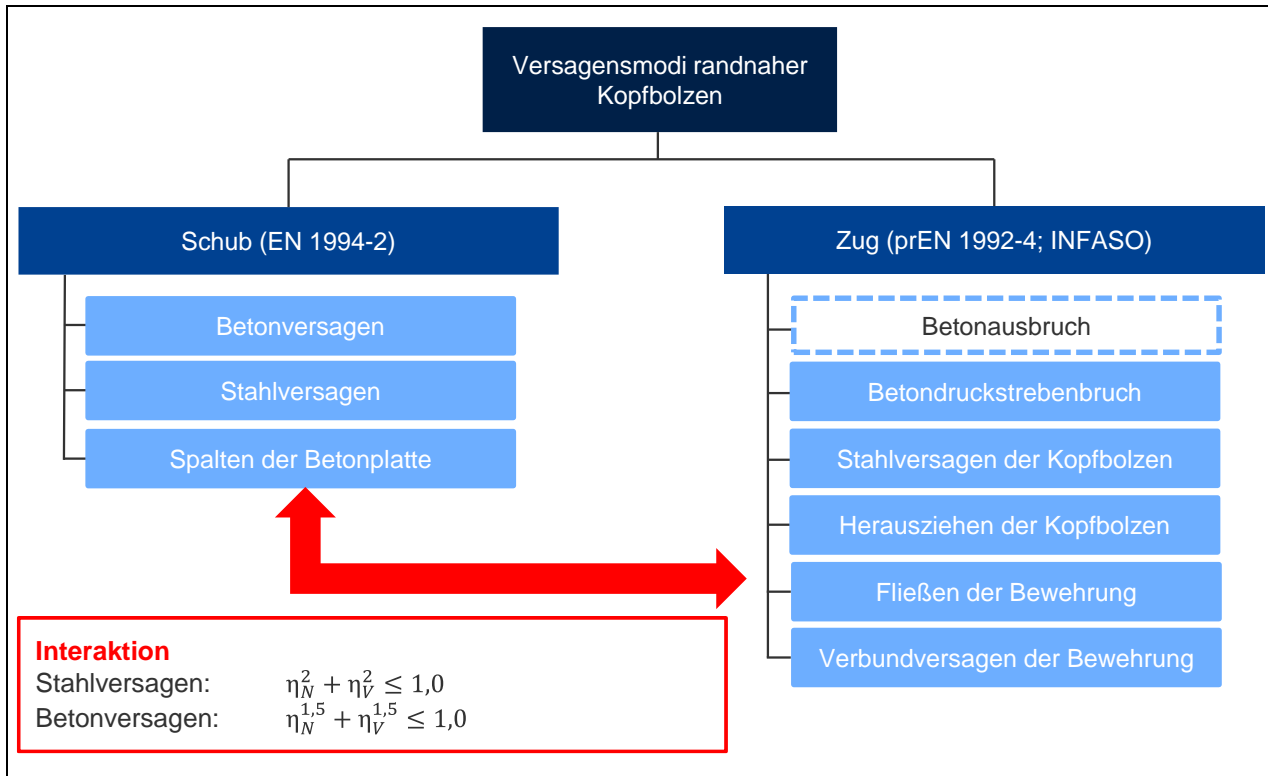 Versagensmodi randnaher
Kopfbolzen
Schub (EN 1994-2)
Betonversagen
Stahlversagen
Spalten der Betonplatte
Zug (prEN 1992-4; INFASO)
Betonausbruch
Betondruckstrebenbruch
Stahlversagen der Kopfbolzen
Herausziehen der Kopfbolzen
Fließen der Bewehrung
Verbundversagen der Bewehrung
Interaktion
Stahlversagen: η_N^2 + η_V^2 ≤ 1,0
Betonversagen: η_N^{1,5} + η_V^{1,5} ≤ 1,0